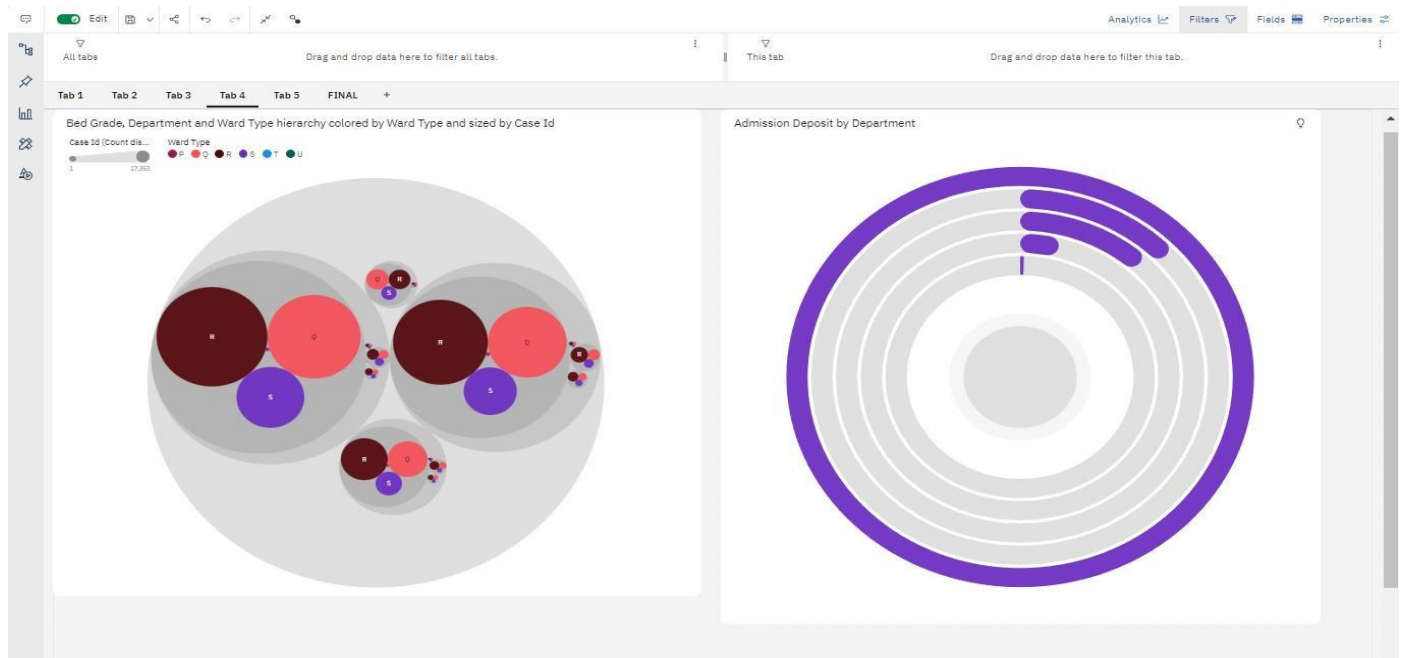 Edit
Analytics
Filters
Fields
Properties
All tabs
Drag and drop data here to filter all tabs.
This tab
Drag and drop data here to filter this tab.
Tab 1 Tab 2 Tab 3 Tab 4 Tab 5 FINAL +
Bed Grade, Department and Ward Type hierarchy colored by Ward Type and sized by Case Id
Case Id (Count dis... Ward Type
P Q R S T U
1
Q R
S
R Q
S
R Q
S
R
R Q
S
Admission Deposit by Department